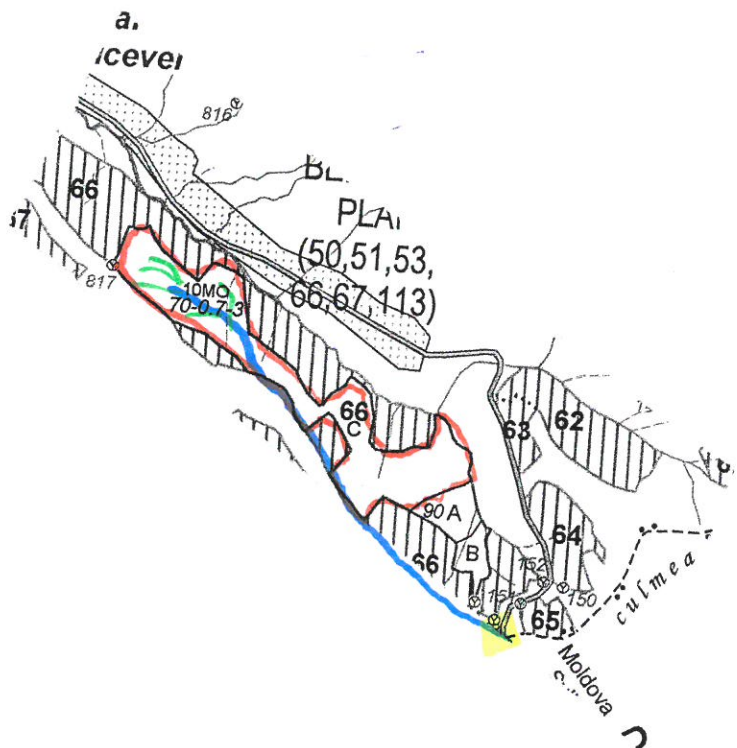 a.
816
66
PLA
(50,51,53,
66,67,113)
817
10MO
70-0.7-3
66
C
63
62
90 A
B
66
64
152
151
150
65
culmea
Moldova